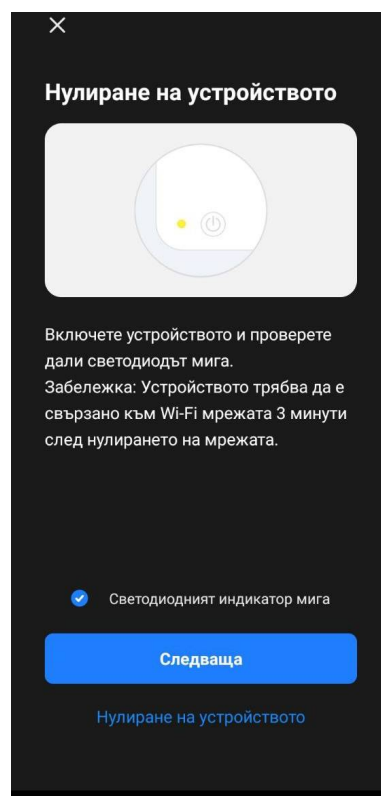 Нулиране на устройството
Включете устройството и проверете
дали светодиодът мига.
Забележка: Устройството трябва да е
свързано към Wi-Fi мрежата 3 минути
след нулирането на мрежата.
Светодиодният индикатор мига
Следваща
Нулиране на устройството